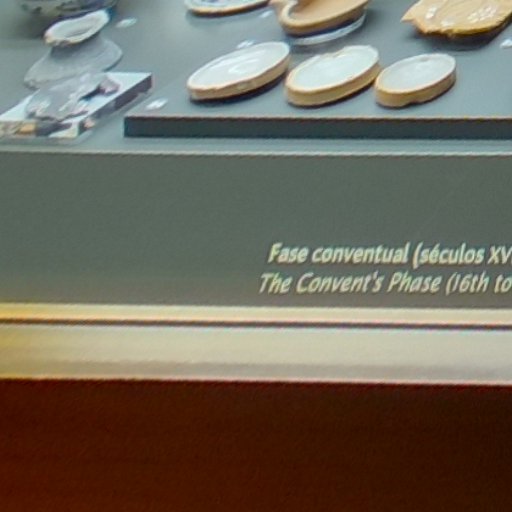 Fase conventual (séculos XV
The Convent's Phase (16th to